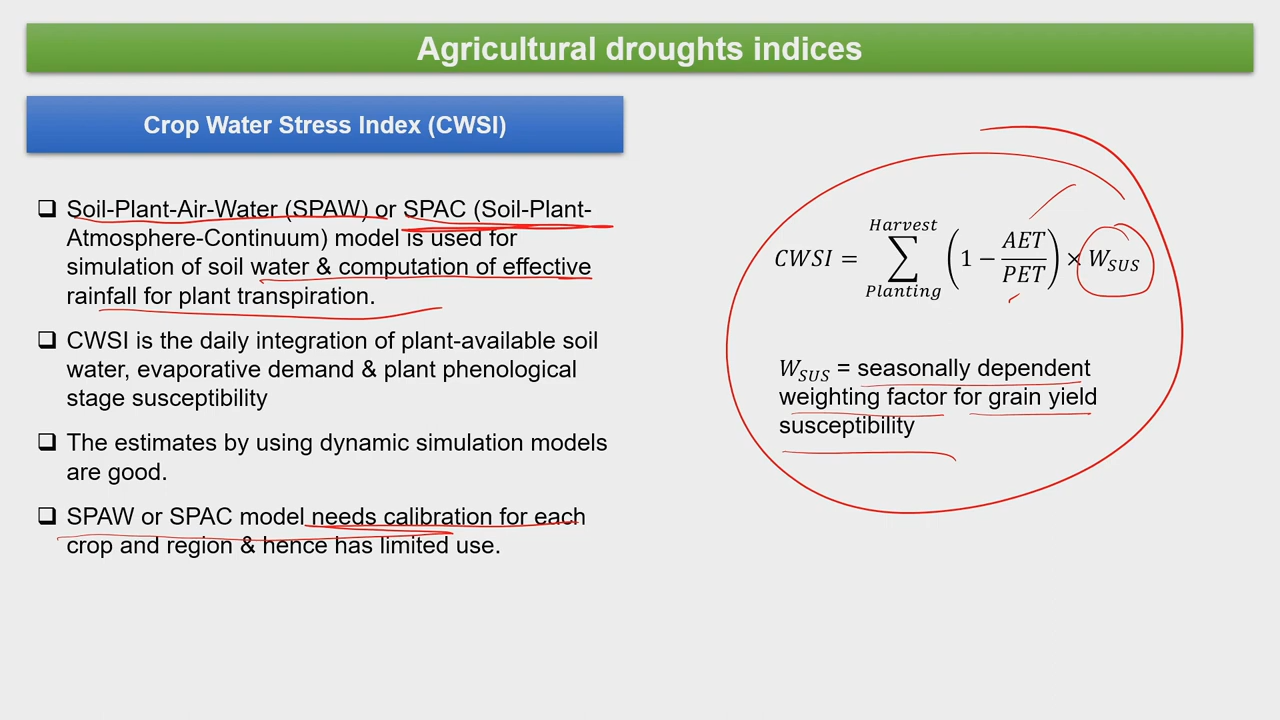 Agricultural droughts indices
Crop Water Stress Index (CWSI)
❑ Soil-Plant-Air-Water (SPAW) or SPAC (Soil-Plant-
Atmosphere-Continuum) model is used for
simulation of soil water & computation of effective
rainfall for plant transpiration.
❑ CWSI is the daily integration of plant-available soil
water, evaporative demand & plant phenological
stage susceptibility
❑ The estimates by using dynamic simulation models
are good.
❑ SPAW or SPAC model needs calibration for each
crop and region & hence has limited use.
Harvest
CWSI = ∑ (1 − AET/PET) × W_SUS
Planting
W_SUS = seasonally dependent
weighting factor for grain yield
susceptibility